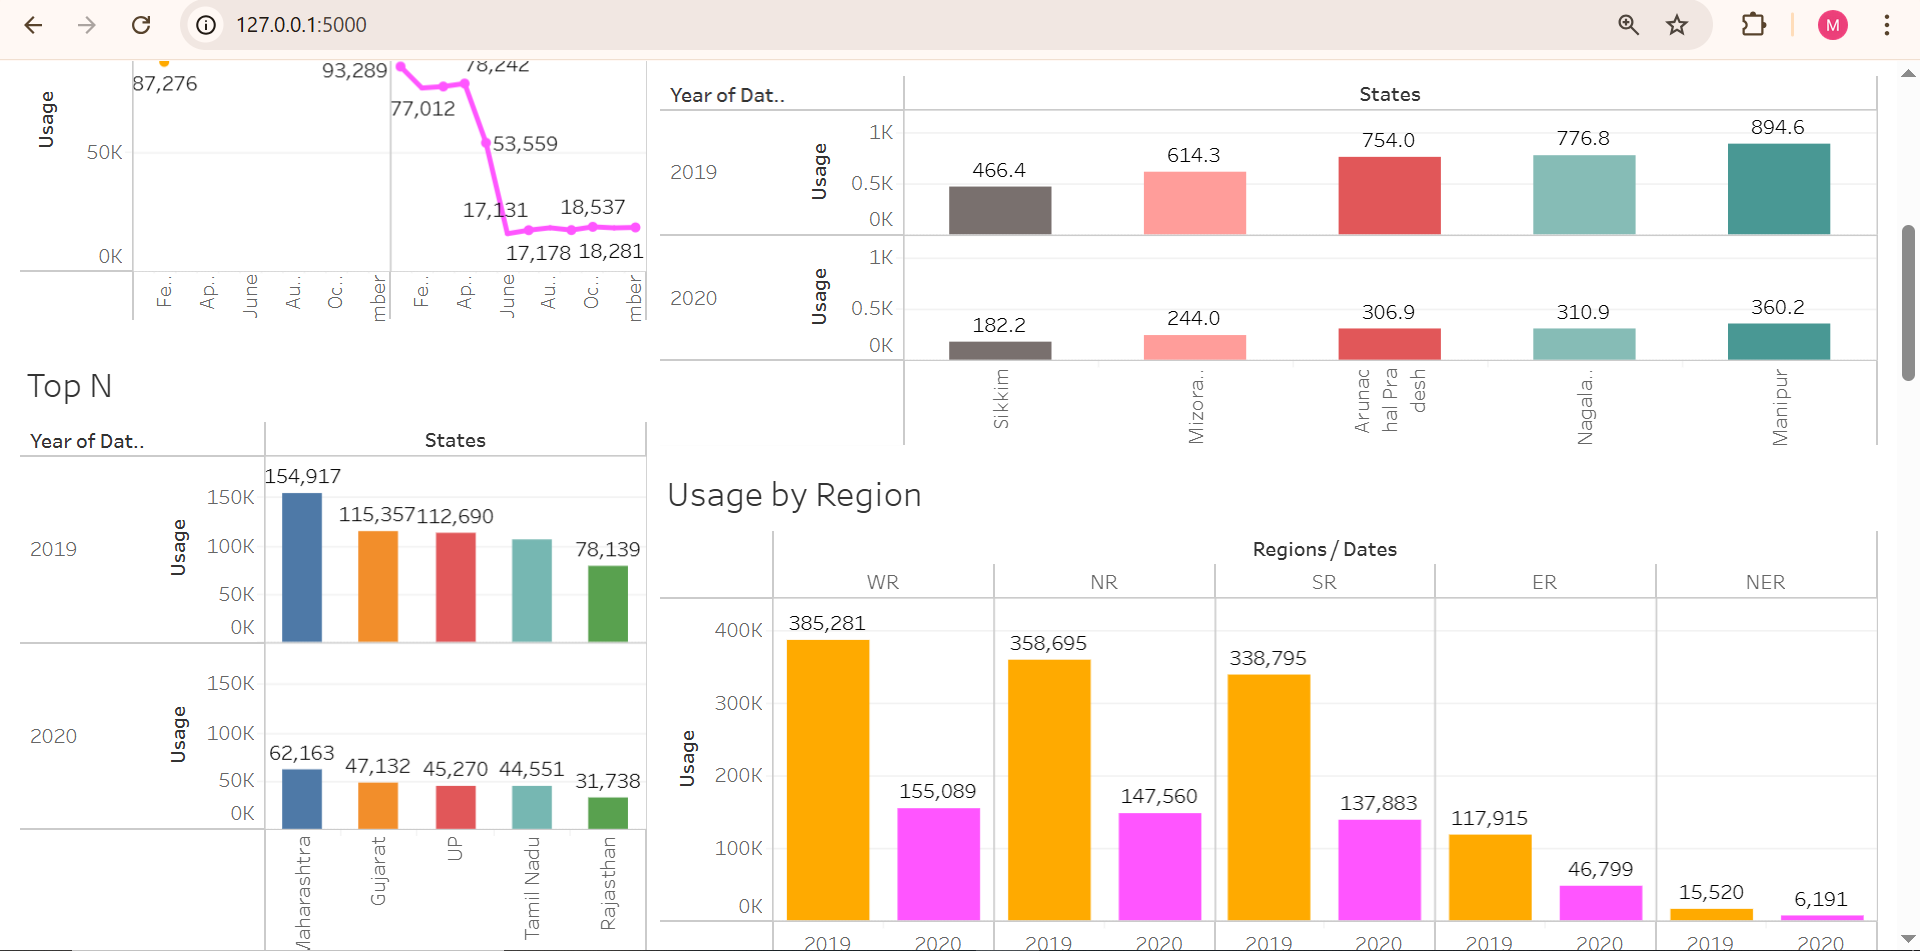 127.0.0.1:5000
M
87,276
93,289
78,242
77,012
53,559
17,131
18,537
17,178
18,281
Usage
50K
0K
Fe..
Ap..
June
Au..
Oc..
mber
Fe..
Ap..
June
Au..
Oc..
mber
Year of Dat..
States
2019
Usage
1K
0.5K
0K
466.4
614.3
754.0
776.8
894.6
2020
Usage
1K
0.5K
0K
182.2
244.0
306.9
310.9
360.2
Sikkim
Mizora..
Arunac
hal Pra
desh
Nagala..
Manipur
Top N
Year of Dat..
States
2019
Usage
150K
100K
50K
0K
154,917
115,357
112,690
78,139
2020
Usage
150K
100K
50K
0K
62,163
47,132
45,270
44,551
31,738
Maharashtra
Gujarat
UP
Tamil Nadu
Rajasthan
Usage by Region
Regions / Dates
WR
NR
SR
ER
NER
Usage
400K
300K
200K
100K
0K
385,281
155,089
358,695
147,560
338,795
137,883
117,915
46,799
15,520
6,191
2019
2020
2019
2020
2019
2020
2019
2020
2019
2020